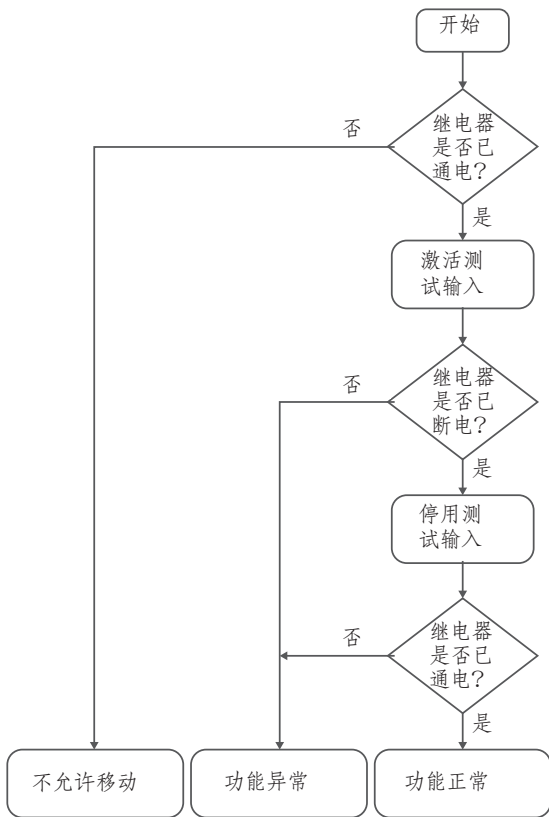 开始
继电器
是否已
通电?
否
是
激活测
试输入
继电器
是否已
断电?
否
是
停用测
试输入
继电器
是否已
通电?
否
是
不允许移动
功能异常
功能正常